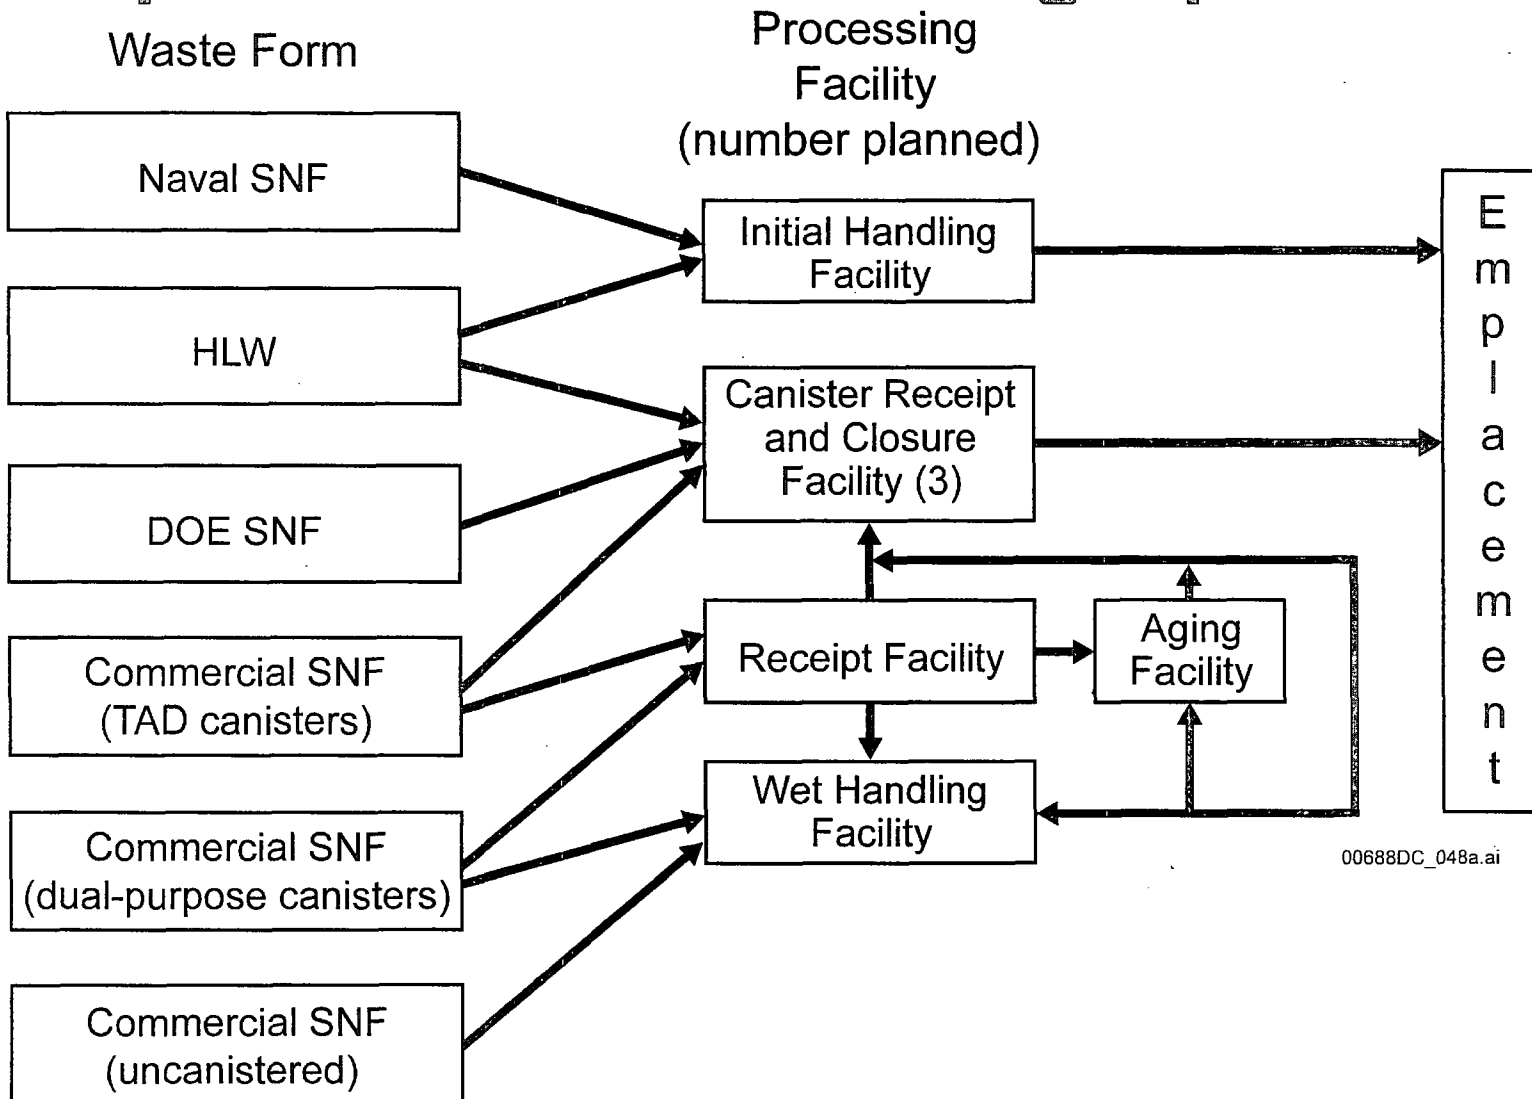 Waste Form
Processing
Facility
(number planned)
Naval SNF
HLW
DOE SNF
Commercial SNF
(TAD canisters)
Commercial SNF
(dual-purpose canisters)
Commercial SNF
(uncanistered)
Initial Handling
Facility
Canister Receipt
and Closure
Facility (3)
Receipt Facility
Aging
Facility
Wet Handling
Facility
E
m
p
l
a
c
e
m
e
n
t
00688DC_048a.ai